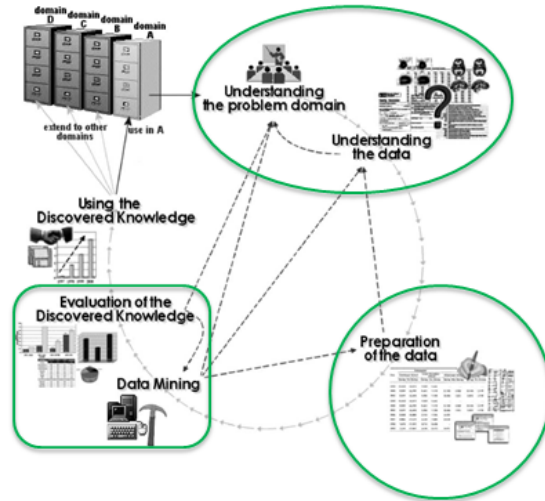 domain
D
domain
C
domain
B
domain
A
extend to other
domains
use in A
Understanding
the problem domain
Understanding
the data
Using the
Discovered Knowledge
Evaluation of the
Discovered Knowledge
Data Mining
Preparation
of the data